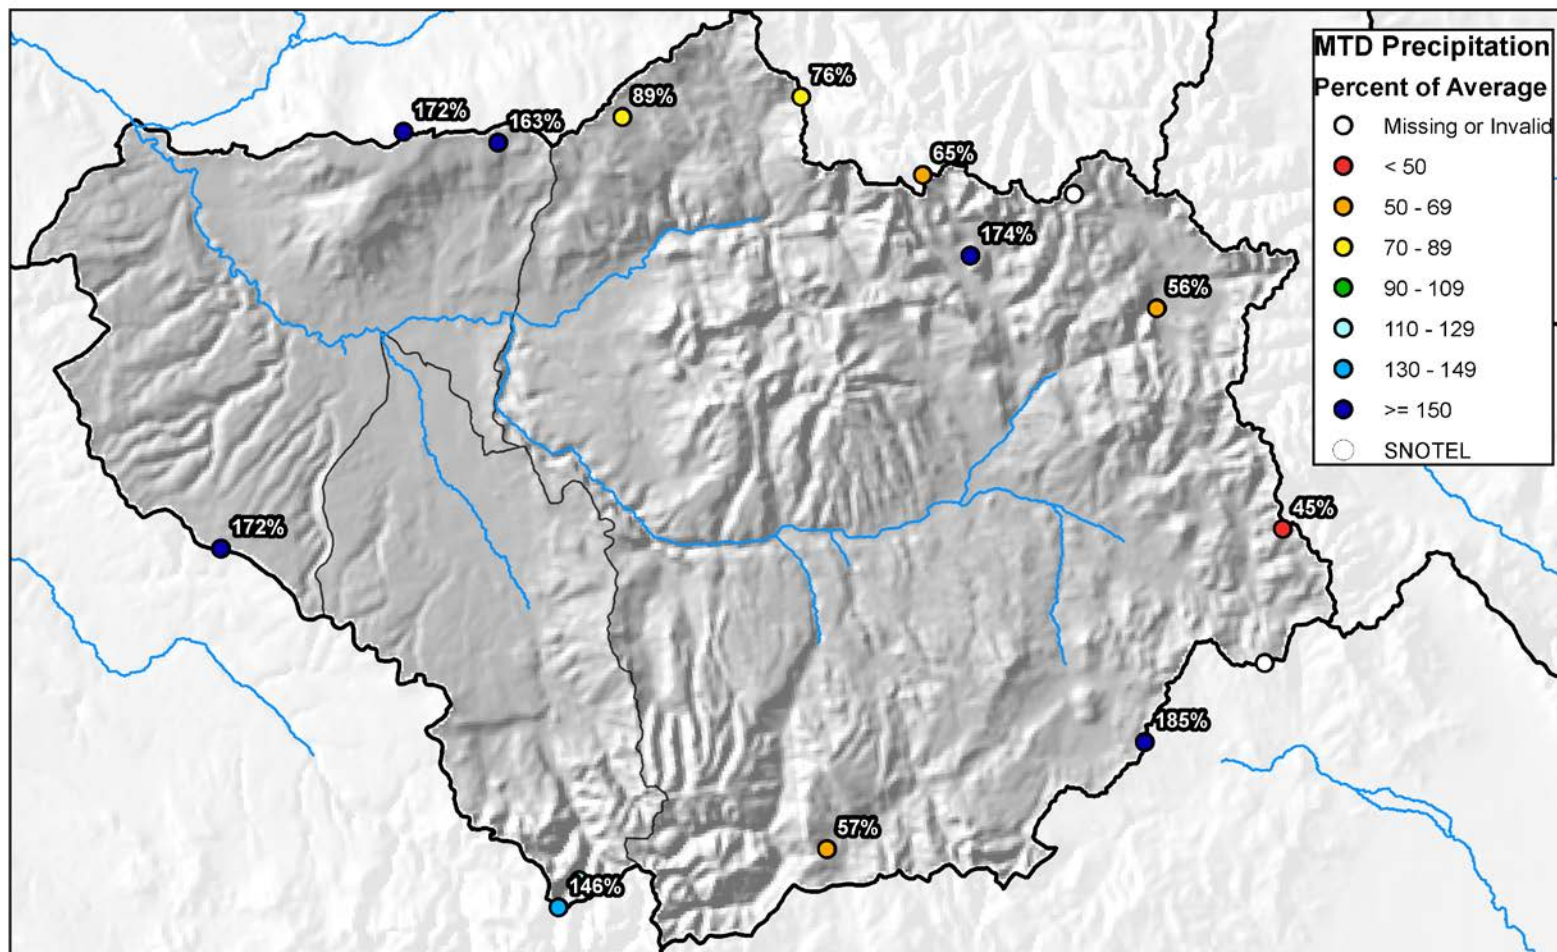 76%
89%
172%
163%
65%
174%
56%
45%
172%
185%
57%
146%
MTD Precipitation
Percent of Average
Missing or Invalid
< 50
50 - 69
70 - 89
90 - 109
110 - 129
130 - 149
>= 150
SNOTEL